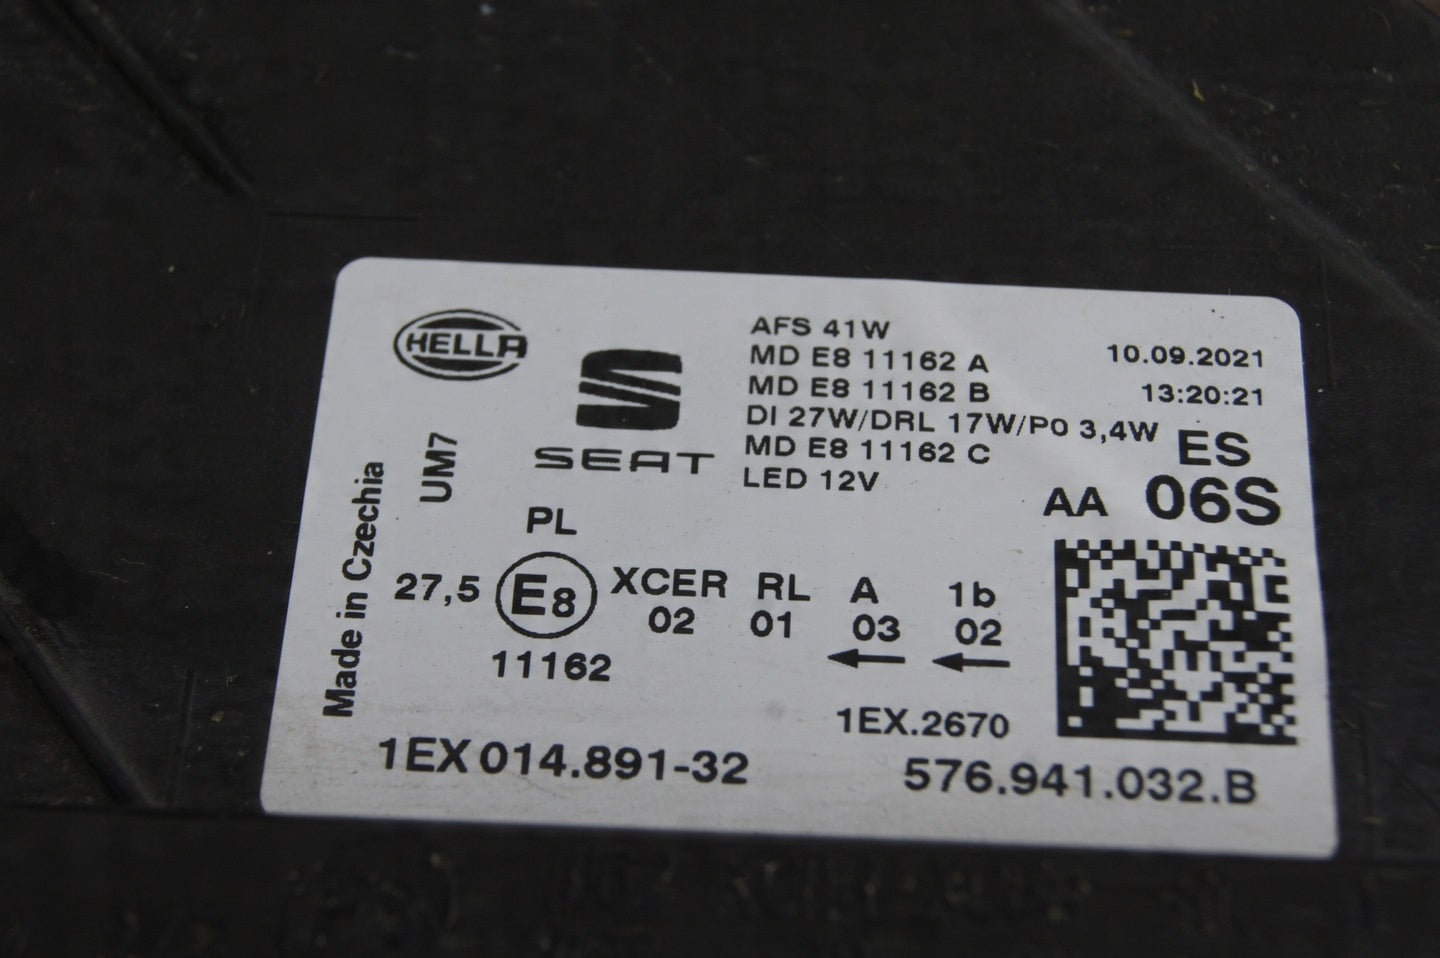 HELLA
SEAT
AFS 41W
MD E8 11162 A
MD E8 11162 B
DI 27W/DRL 17W/PO 3,4W
MD E8 11162 C
LED 12V
10.09.2021
13:20:21
ES
AA 06S
UM7
Made in Czechia
PL
27,5 E8 XCER RL A 1b
02 01 03 02
11162
1EX.2670
1EX 014.891-32
576.941.032.B